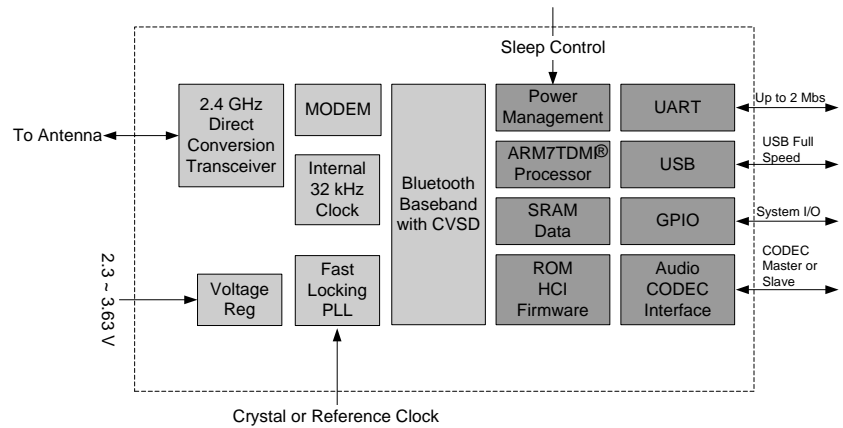 Sleep Control
2.4 GHz
Direct
Conversion
Transceiver
MODEM
Internal
32 kHz
Clock
Voltage
Reg
Fast
Locking
PLL
Bluetooth
Baseband
with CVSD
Power
Management
ARM7TDMI®
Processor
SRAM
Data
ROM
HCI
Firmware
UART
USB
GPIO
Audio
CODEC
Interface
To Antenna
2.3 ~ 3.63 V
Up to 2 Mbs
USB Full
Speed
System I/O
CODEC
Master or
Slave
Crystal or Reference Clock